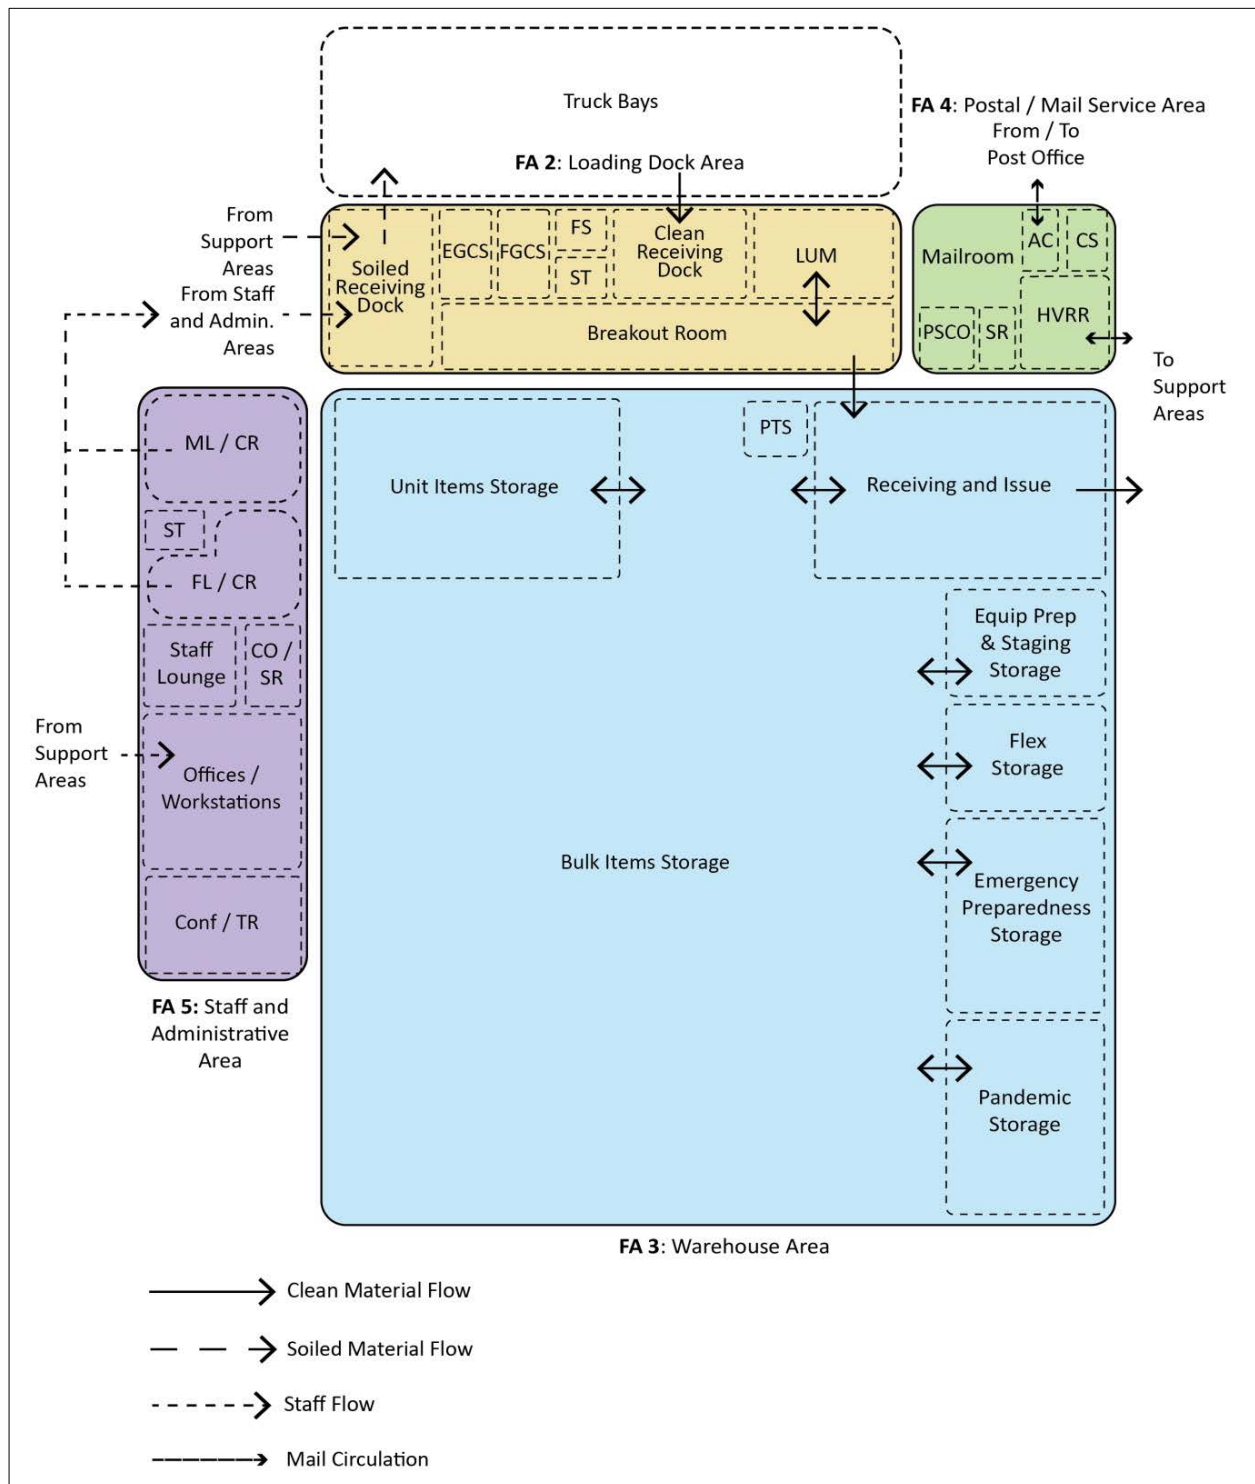 Truck Bays
FA 2: Loading Dock Area
FA 4: Postal / Mail Service Area
From / To
Post Office
From
Support
Areas
From Staff
and Admin.
Areas
Soiled
Receiving
Dock
EGCS
FGCS
FS
ST
Clean
Receiving
Dock
LUM
Breakout Room
Mailroom
AC
CS
PSCO
SR
HVRR
To
Support
Areas
ML / CR
ST
FL / CR
Staff
Lounge
CO /
SR
From
Support
Areas
Offices /
Workstations
Conf / TR
FA 5: Staff and
Administrative
Area
Unit Items Storage
PTS
Receiving and Issue
Equip Prep
& Staging
Storage
Flex
Storage
Bulk Items Storage
Emergency
Preparedness
Storage
Pandemic
Storage
FA 3: Warehouse Area
Clean Material Flow
Soiled Material Flow
Staff Flow
Mail Circulation